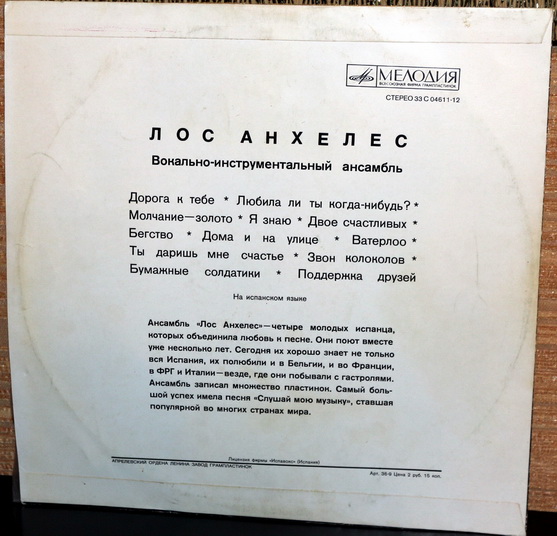 МЕЛОДИЯ
ВСЕСОЮЗНАЯ ФИРМА ГРАМПЛАСТИНОК
СТЕРЕО 33 С 04611-12
ЛОС АНХЕЛЕС
Вокально-инструментальный ансамбль
Дорога к тебе * Любила ли ты когда-нибудь? *
Молчание—золото * Я знаю * Двое счастливых *
Бегство * Дома и на улице * Ватерлоо *
Ты даришь мне счастье * Звон колоколов *
Бумажные солдатики * Поддержка друзей
На испанском языке
Ансамбль «Лос Анхелес»—четыре молодых испанца,
которых объединила любовь к песне. Они поют вместе
уже несколько лет. Сегодня их хорошо знает не только
вся Испания, их полюбили и в Бельгии, и во Франции,
в ФРГ и Италии—везде, где они побывали с гастролями.
Ансамбль записал множество пластинок. Самый боль-
шой успех имела песня «Слушай мою музыку», ставшая
популярной во многих странах мира.
Лицензия фирмы «Испавокс» (Испания)
АПРЕЛЕВСКИЙ ОРДЕНА ЛЕНИНА ЗАВОД ГРАМПЛАСТИНОК
Арт. 36-9 Цена 2 руб. 15 коп.